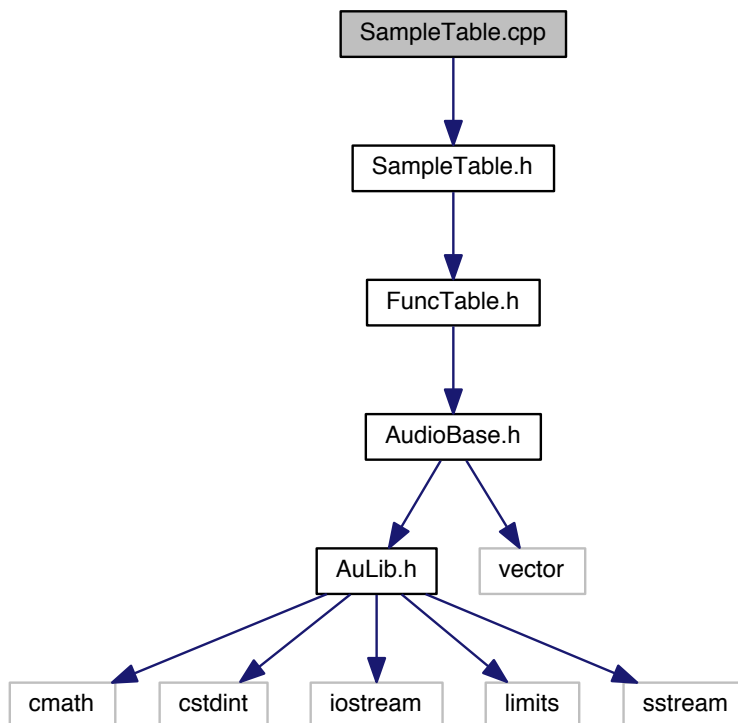 SampleTable.cpp
SampleTable.h
FuncTable.h
AudioBase.h
AuLib.h
vector
cmath
cstdint
iostream
limits
sstream